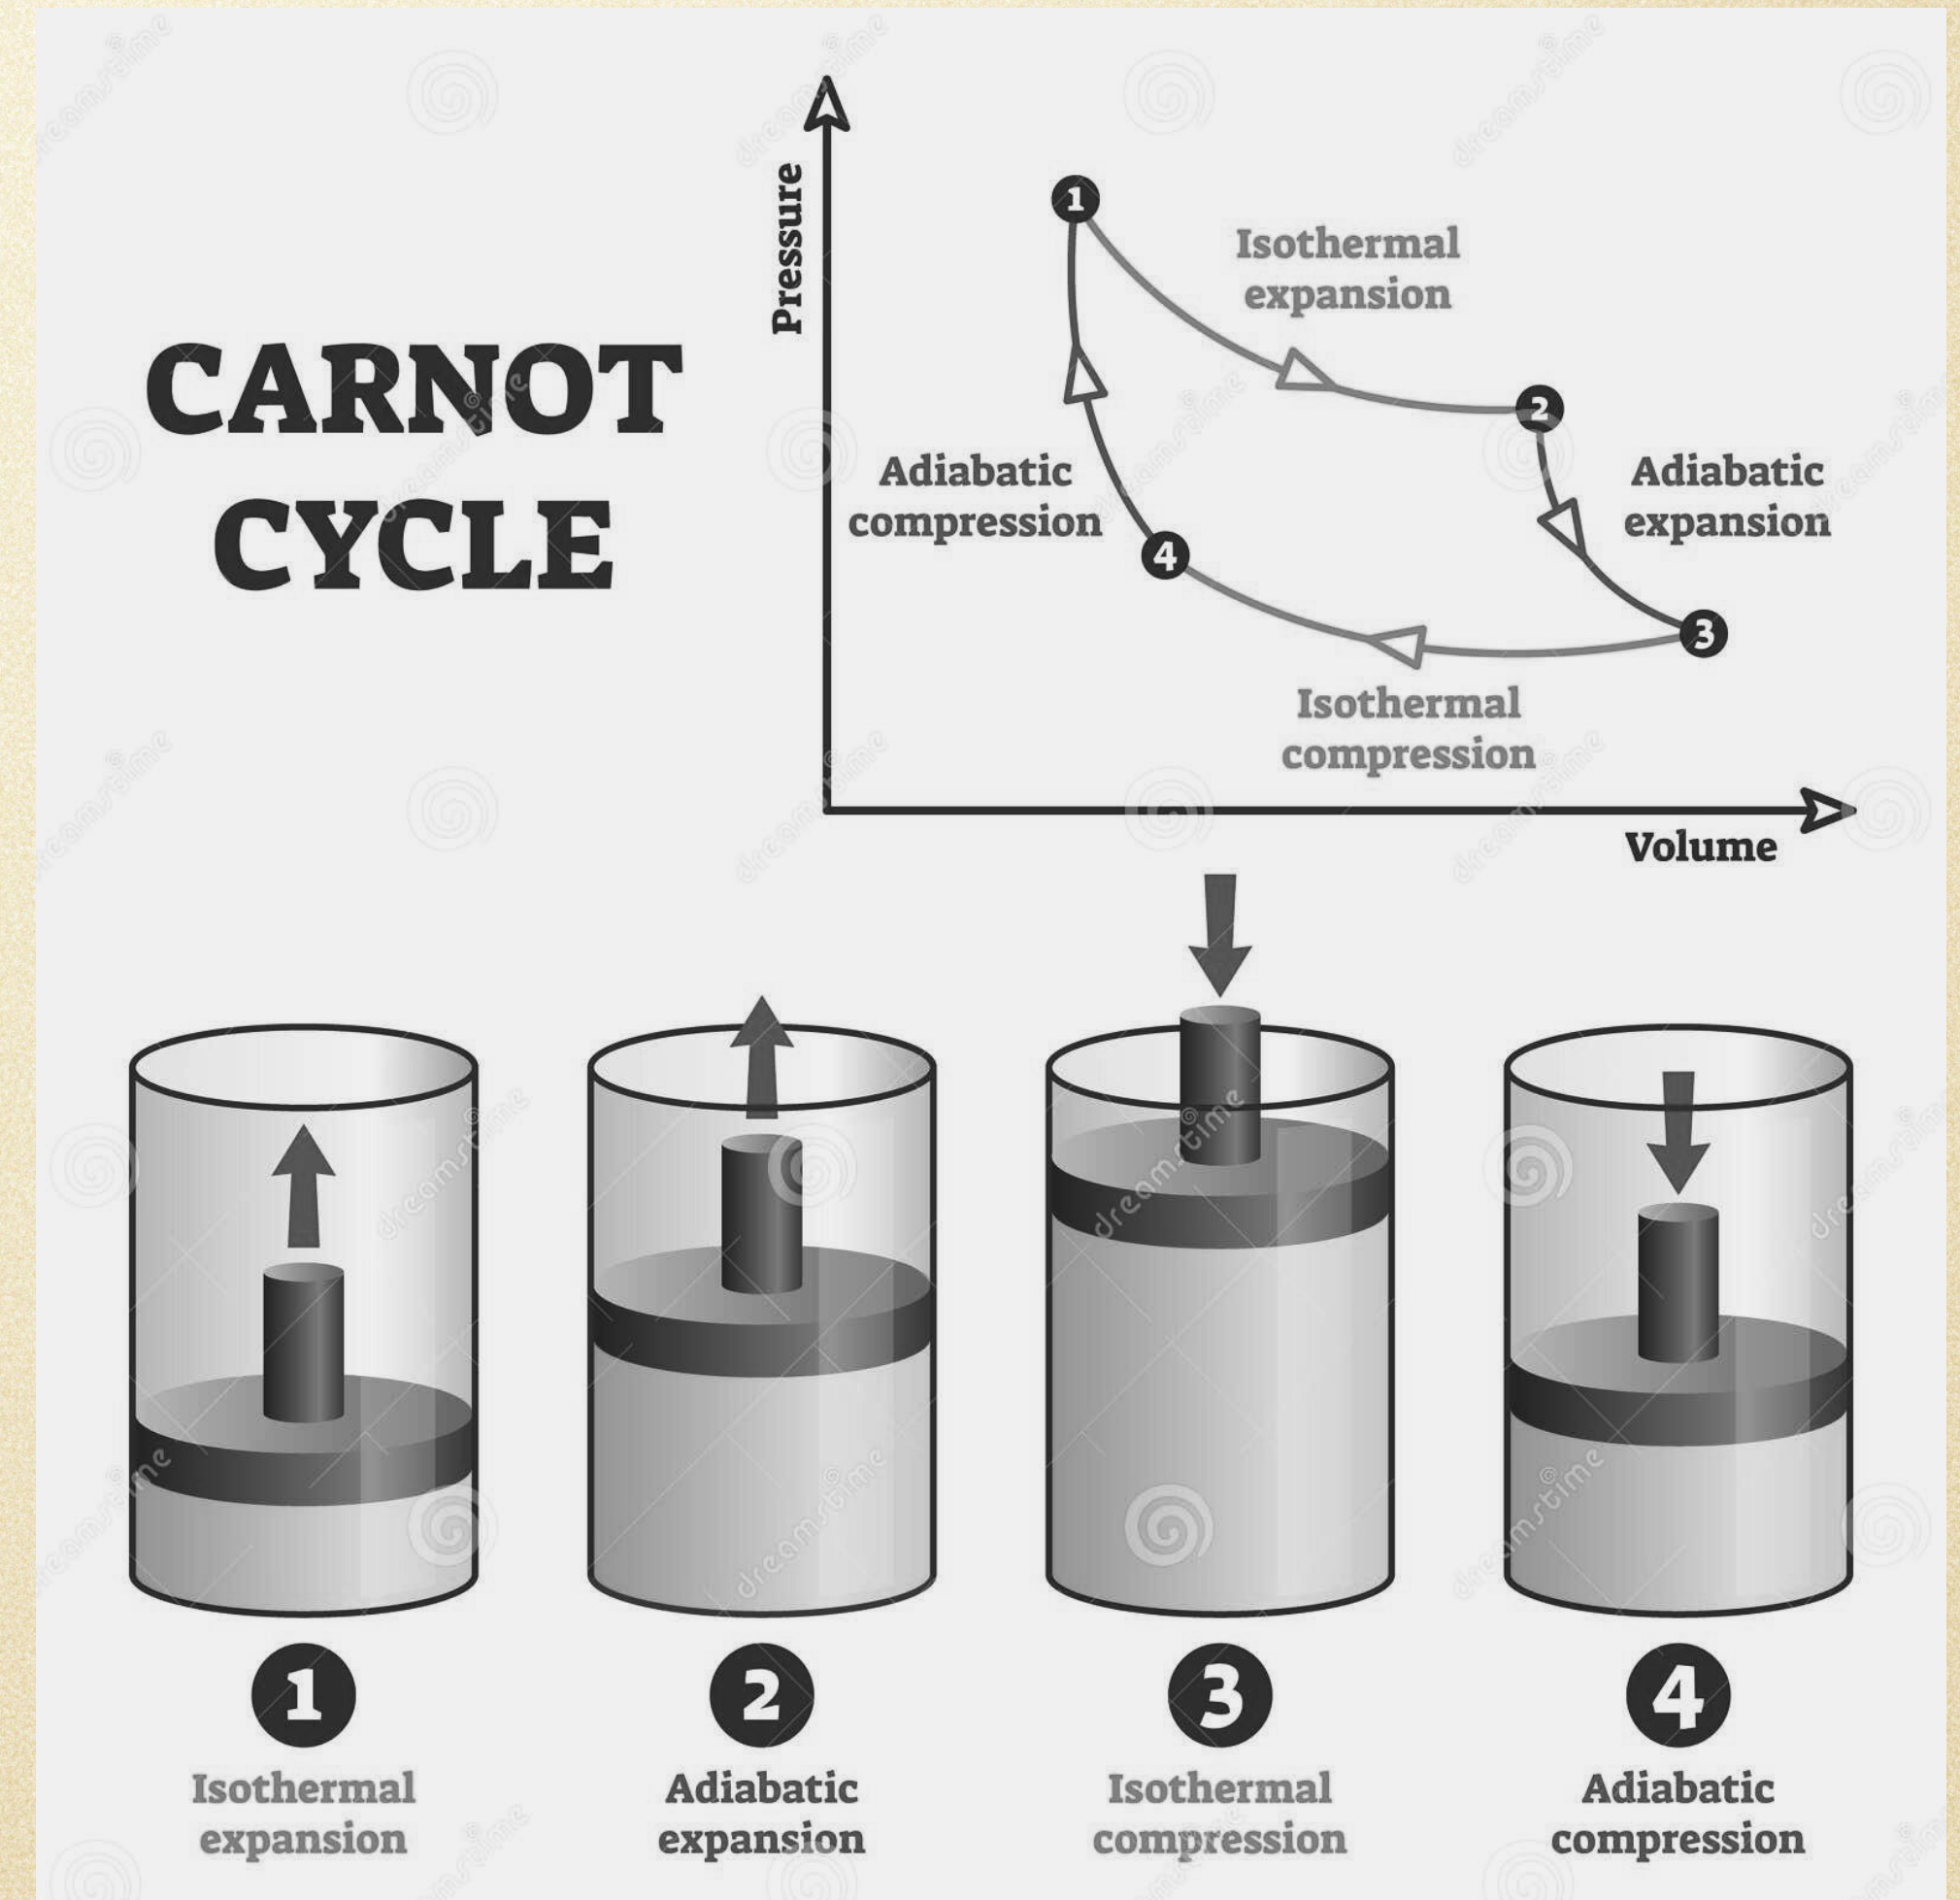 CARNOT
CYCLE
Pressure
1
Isothermal
expansion
2
Adiabatic
compression
Adiabatic
expansion
4
3
Isothermal
compression
Volume
1
2
3
4
Isothermal
expansion
Adiabatic
expansion
Isothermal
compression
Adiabatic
compression
dreamstime